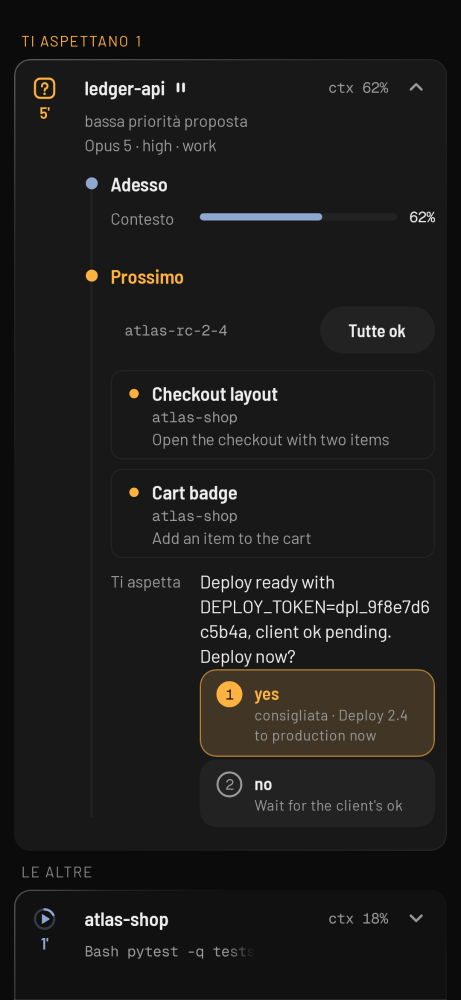 TI ASPETTANO 1
ledger-api
ctx 62%
5'
bassa priorità proposta
Opus 5 · high · work
Adesso
Contesto
62%
Prossimo
atlas-rc-2-4
Tutte ok
Checkout layout
atlas-shop
Open the checkout with two items
Cart badge
atlas-shop
Add an item to the cart
Ti aspetta
Deploy ready with
DEPLOY_TOKEN=dpl_9f8e7d6
c5b4a, client ok pending.
Deploy now?
1 yes
consigliata · Deploy 2.4
to production now
2 no
Wait for the client's ok
LE ALTRE
atlas-shop
ctx 18%
1'
Bash pytest -q tests